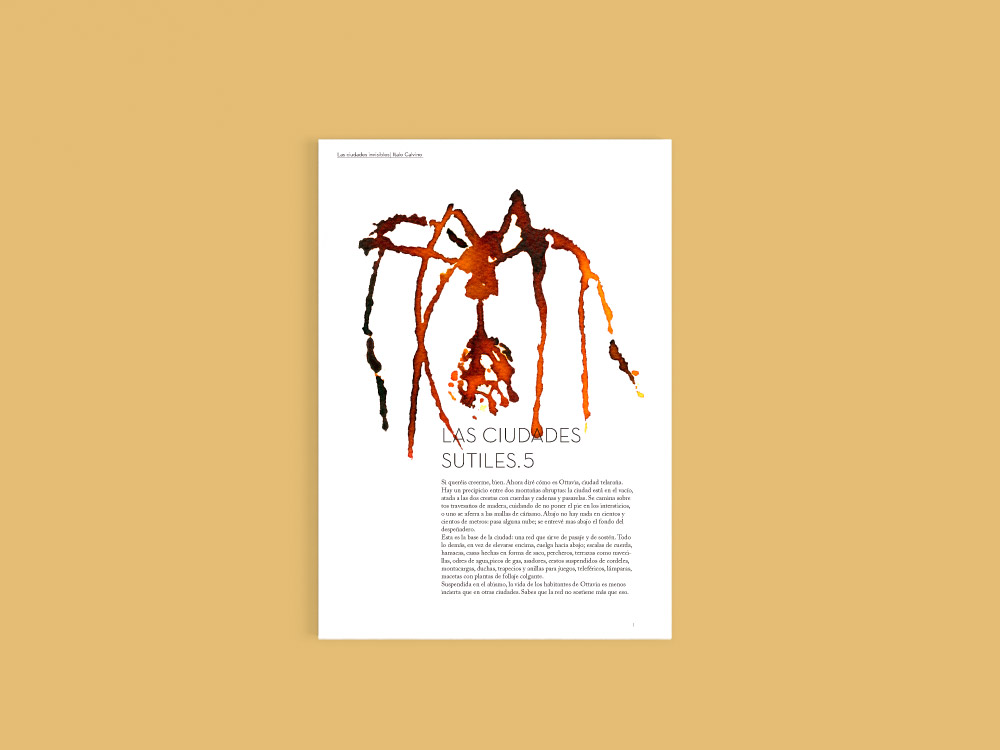 Las ciudades invisibles| Italo Calvino
LAS CIUDADES
SUTILES.5
Si queréis creerme, bien. Ahora diré cómo es Ottavia, ciudad telaraña.
Hay un precipicio entre dos montañas abruptas: la ciudad está en el vacío,
atada a las dos crestas con cuerdas y cadenas y pasarelas. Se camina sobre
los travesaños de madera, cuidando de no poner el pie en los intersticios,
o uno se aferra a las mallas de cáñamo. Abajo no hay nada en cientos y
cientos de metros: pasa alguna nube; se entrevé mas abajo el fondo del
despeñadero.
Esta es la base de la ciudad: una red que sirve de pasaje y de sostén. Todo
lo demás, en vez de elevarse encima, cuelga hacia abajo; escalas de cuerda,
hamacas, casas hechas en forma de saco, percheros, terrazas como naveci-
llas, odres de agua,picos de gas, asadores, cestos suspendidos de cordeles,
montacargas, duchas, trapecios y anillas para juegos, teleféricos, lámparas,
macetas con plantas de follaje colgante.
Suspendida en el abismo, la vida de los habitantes de Ottavia es menos
incierta que en otras ciudades. Sabes que la red no sostiene más que eso.
1